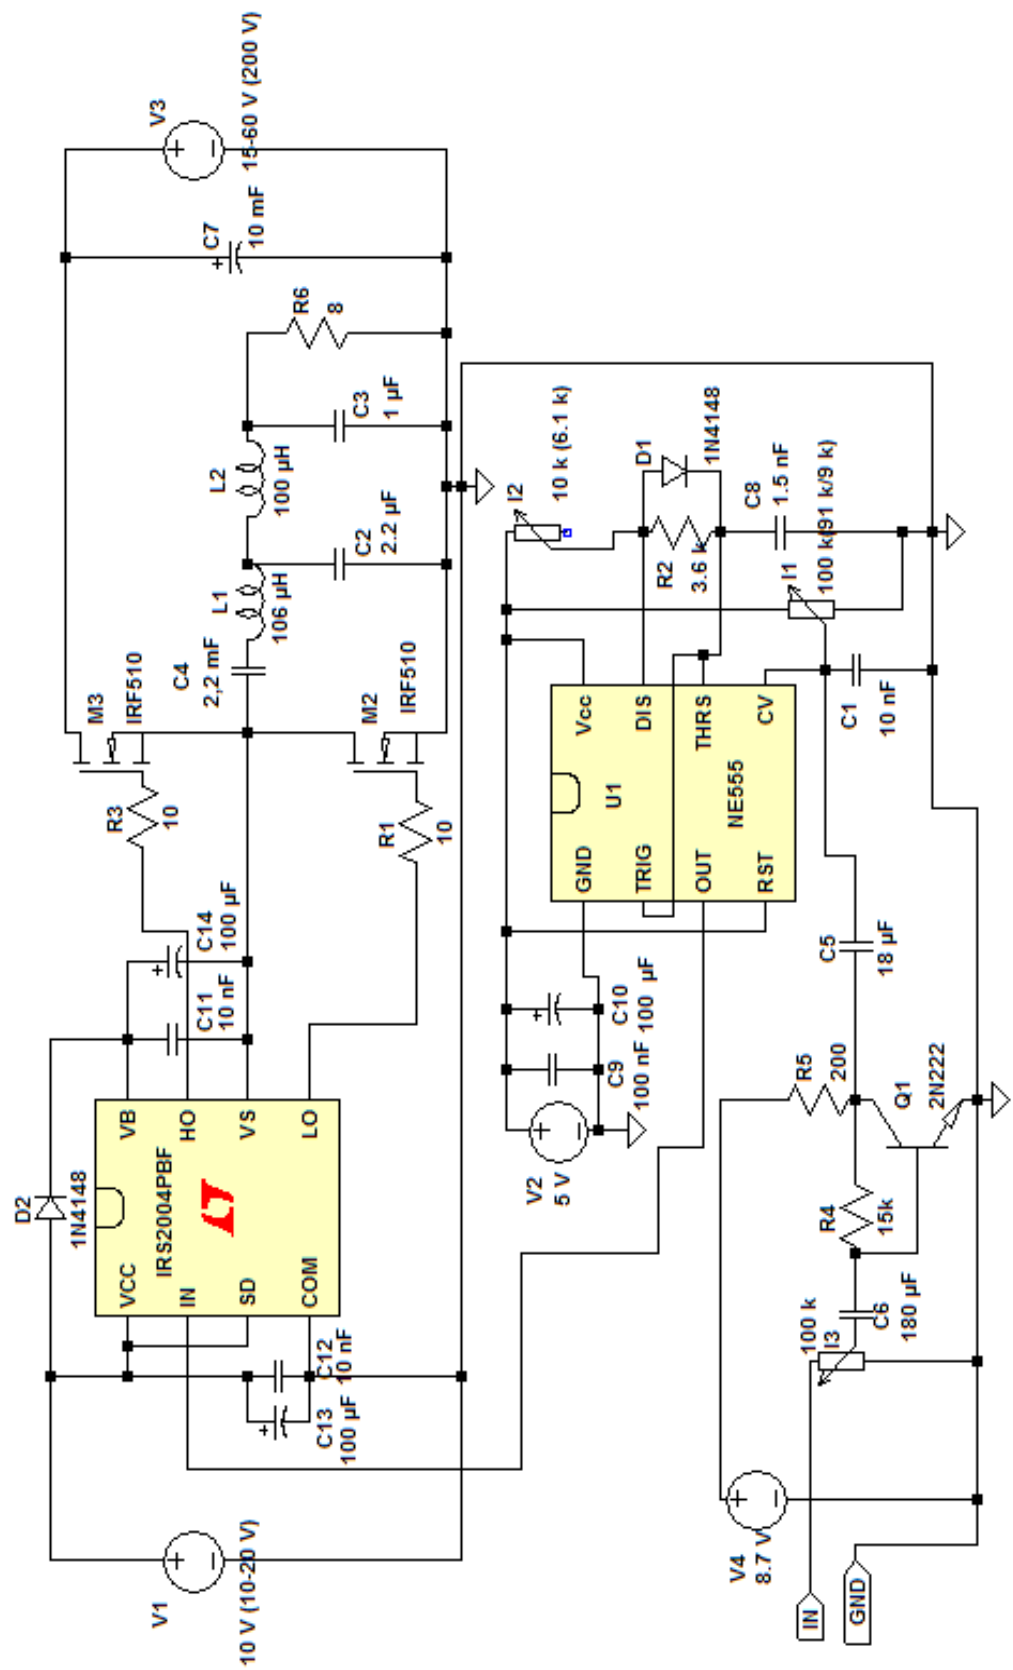 V3
15-60 V (200 V)
C7
10 mF
R6
8
C3
1 µF
L2
100 µH
C2
2.2 µF
L1
106 µH
C4
2,2 mF
M3
IRF510
M2
IRF510
R3
10
R1
10
C14
100 µF
C11
10 nF
D2
1N4148
VB
HO
VS
LO
IRS2004PBF
VCC
IN
SD
COM
C12
10 nF
C13
100 µF
V1
10 V (10-20 V)
I2
10 k (6.1 k)
D1
1N4148
R2
3.6 k
C8
1.5 nF
I1
100 k(91 k/9 k)
C1
10 nF
Vcc
DIS
THRS
CV
U1
NE555
GND
TRIG
OUT
RST
C10
100 µF
C9
100 nF
V2
5 V
C5
18 µF
R5
200
Q1
2N222
R4
15k
C6
180 µF
100 k
I3
V4
8.7 V
IN
GND